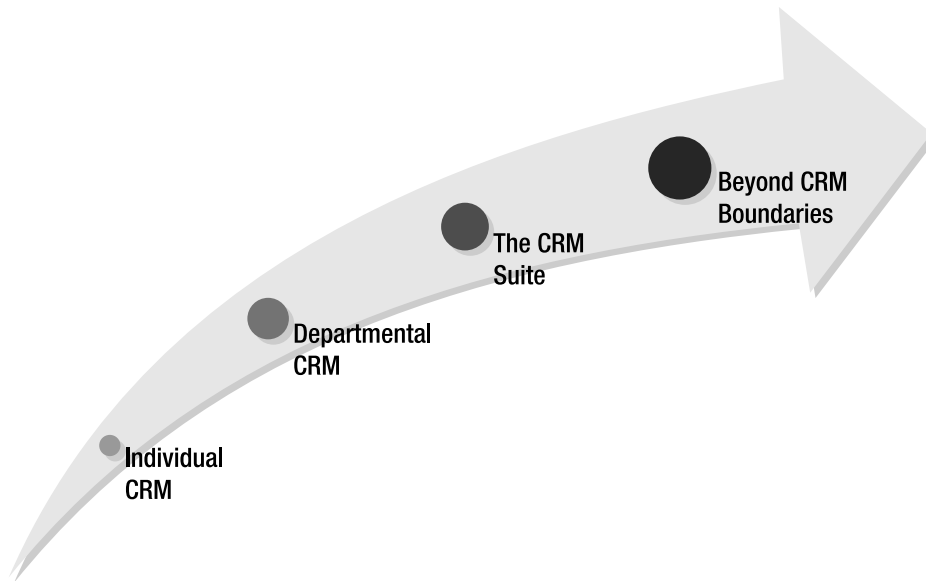 Beyond CRM
Boundaries
The CRM
Suite
Departmental
CRM
Individual
CRM